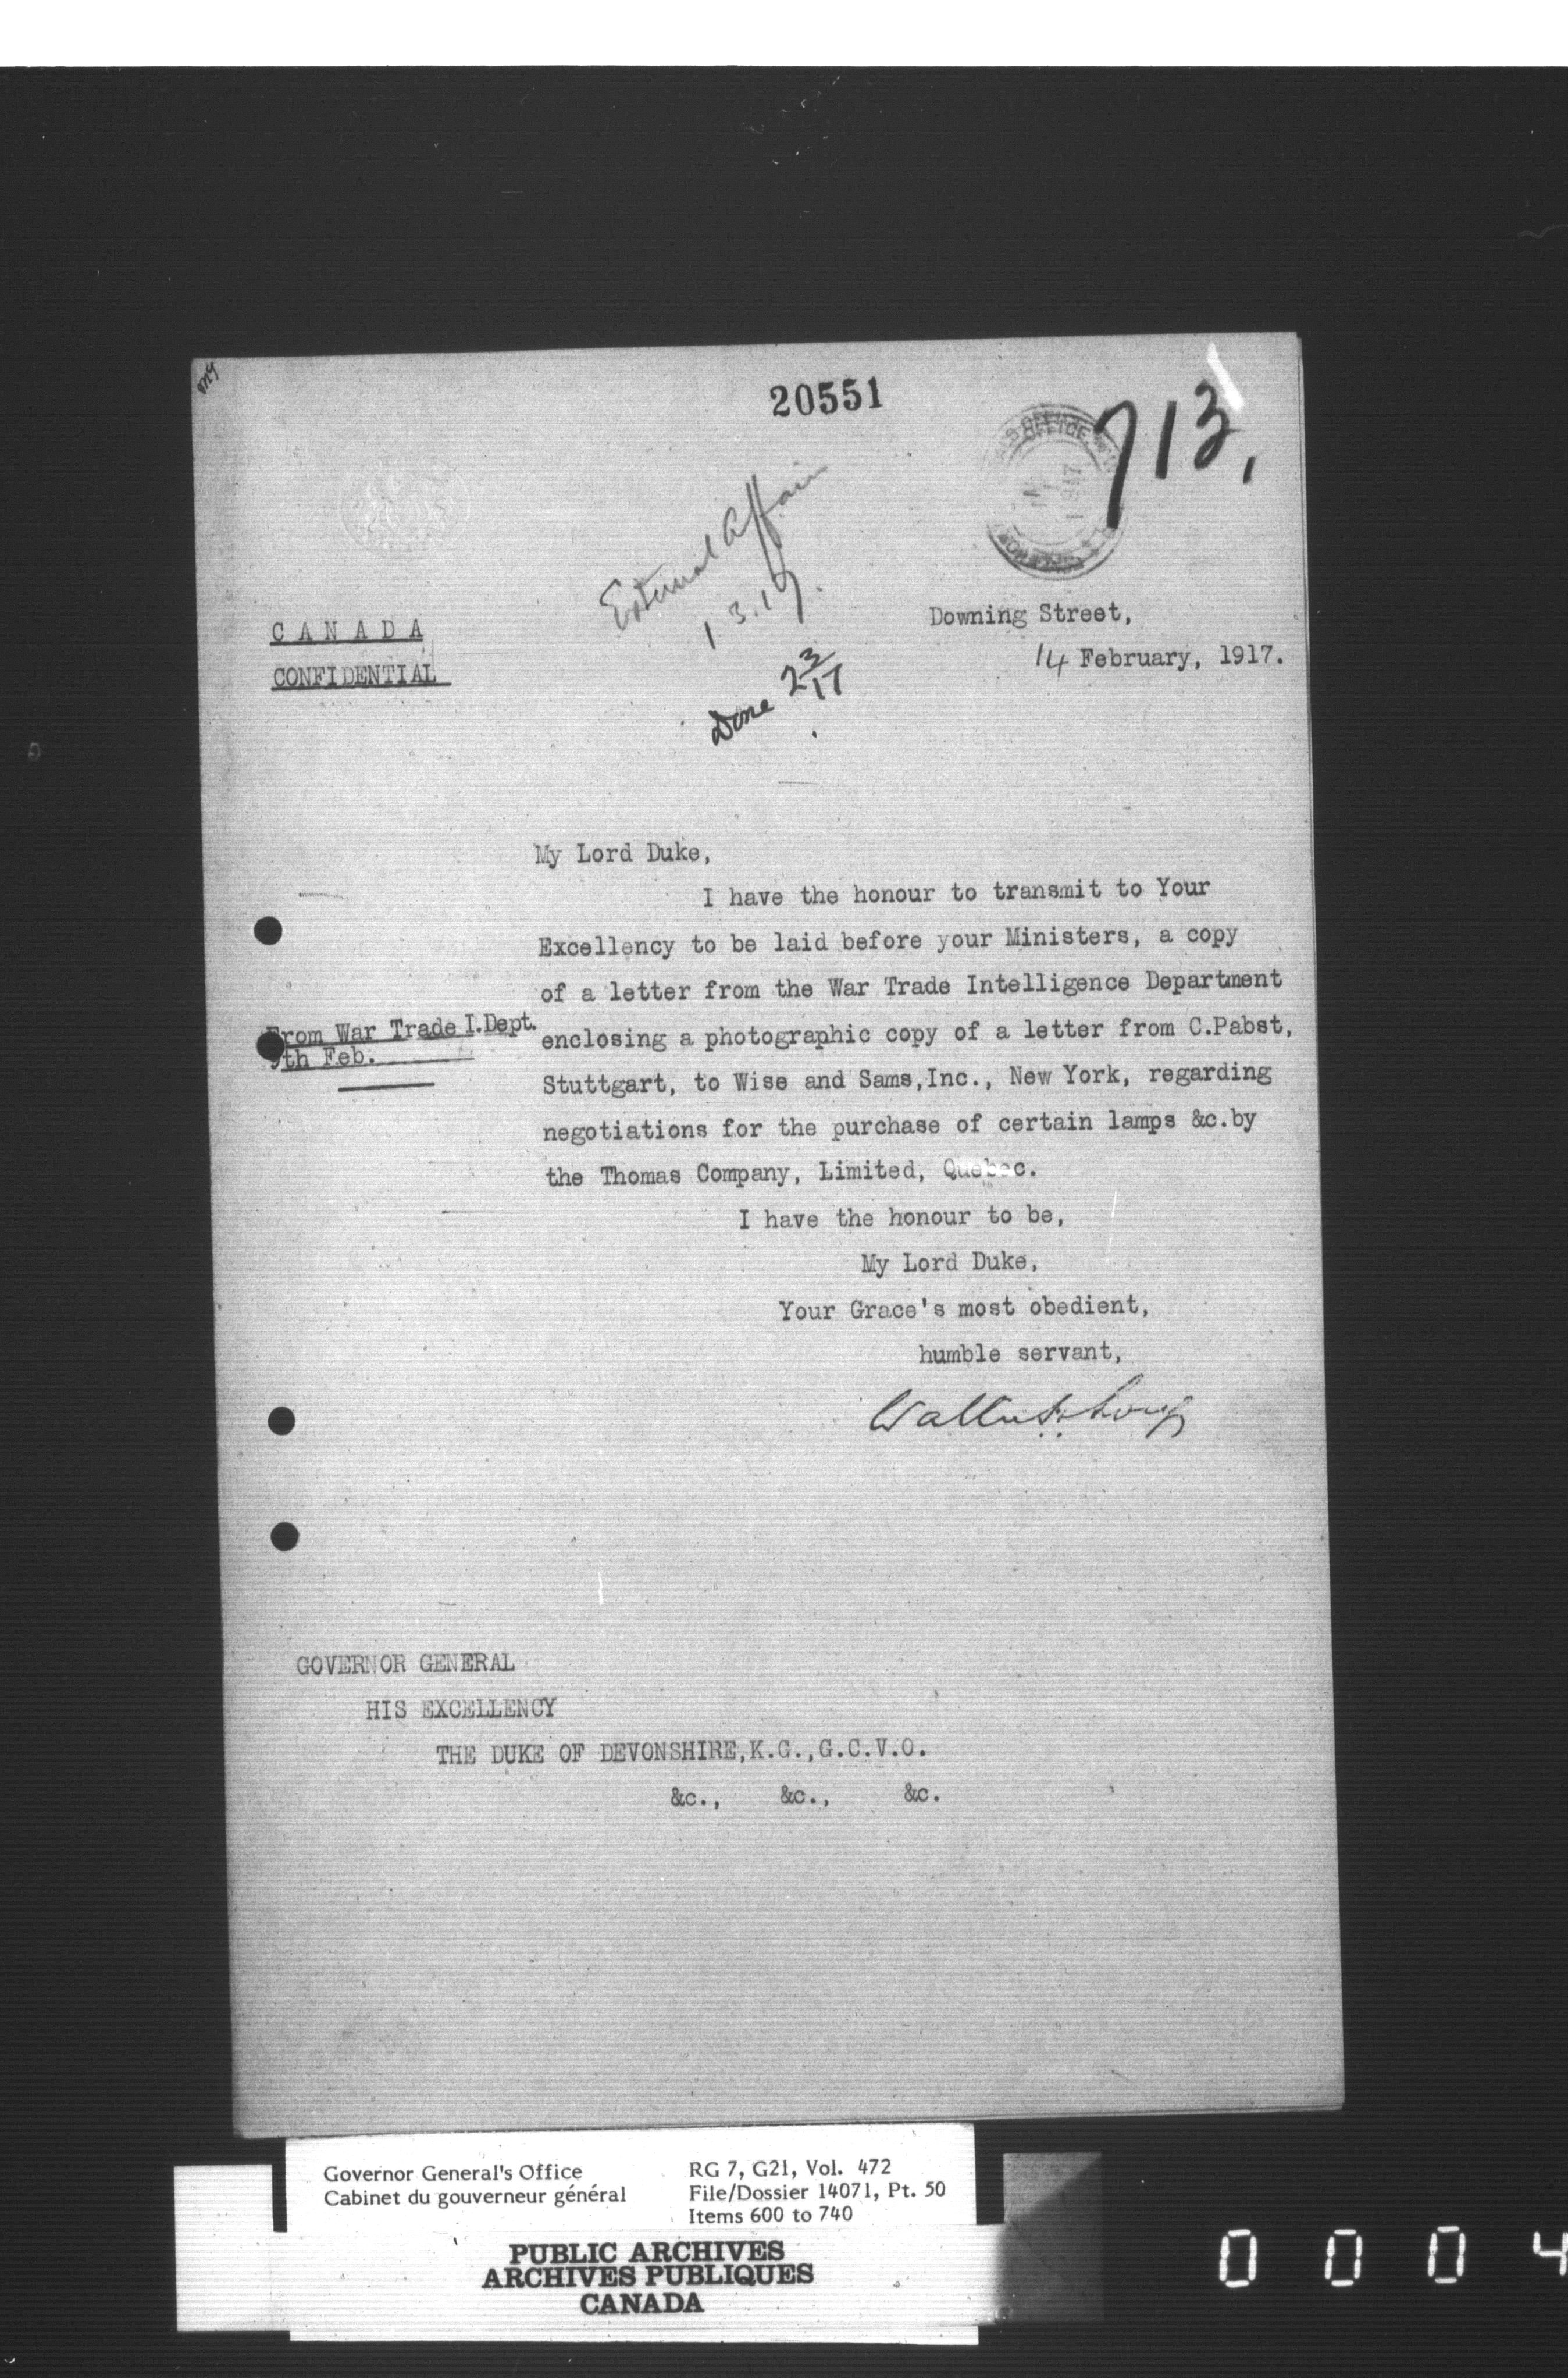 20551
713,
OFFICE
External Affairs
1.3.17.
Done 2 3/17
CANADA
CONFIDENTIAL
Downing Street,
14 February, 1917.
My Lord Duke,
I have the honour to transmit to Your
Excellency to be laid before your Ministers, a copy
of a letter from the War Trade Intelligence Department
From War Trade I.Dept.
9th Feb.
enclosing a photographic copy of a letter from C.Pabst,
Stuttgart, to Wise and Sams,Inc., New York, regarding
negotiations for the purchase of certain lamps &c.by
the Thomas Company, Limited, Quebec.
I have the honour to be,
My Lord Duke,
Your Grace's most obedient,
humble servant,
Walter H. Long
GOVERNOR GENERAL
HIS EXCELLENCY
THE DUKE OF DEVONSHIRE,K.G.,G.C.V.O.
&c., &c., &c.
Governor General's Office
Cabinet du gouverneur général
RG 7, G21, Vol. 472
File/Dossier 14071, Pt. 50
Items 600 to 740
PUBLIC ARCHIVES
ARCHIVES PUBLIQUES
CANADA
0 0 0 4